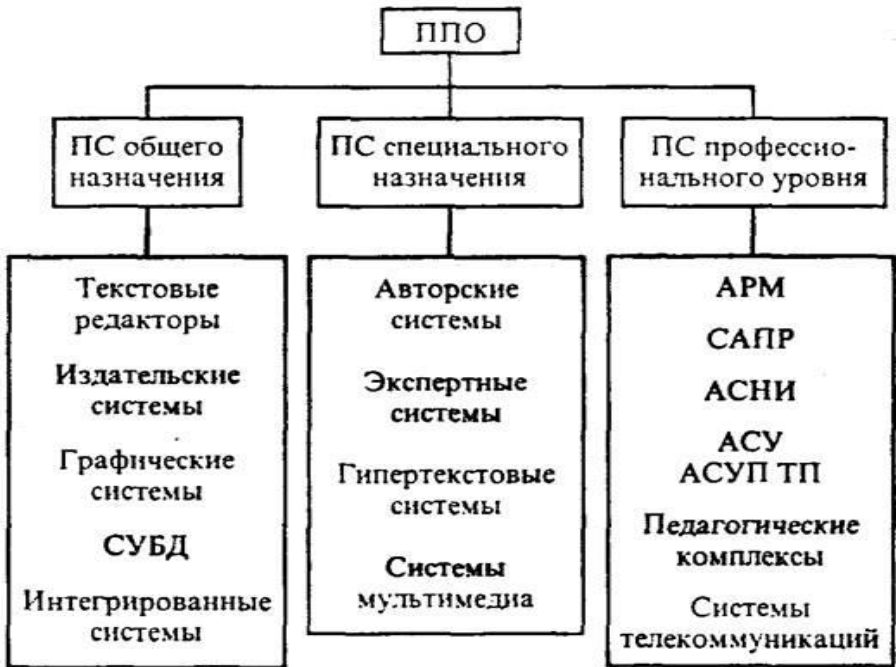 ППО
ПС общего
назначения
ПС специального
назначения
ПС профессио-
нального уровня
Текстовые
редакторы
Издательские
системы
Графические
системы
СУБД
Интегрированные
системы
Авторские
системы
Экспертные
системы
Гипертекстовые
системы
Системы
мультимедиа
АРМ
САПР
АСНИ
АСУ
АСУП ТП
Педагогические
комплексы
Системы
телекоммуникаций